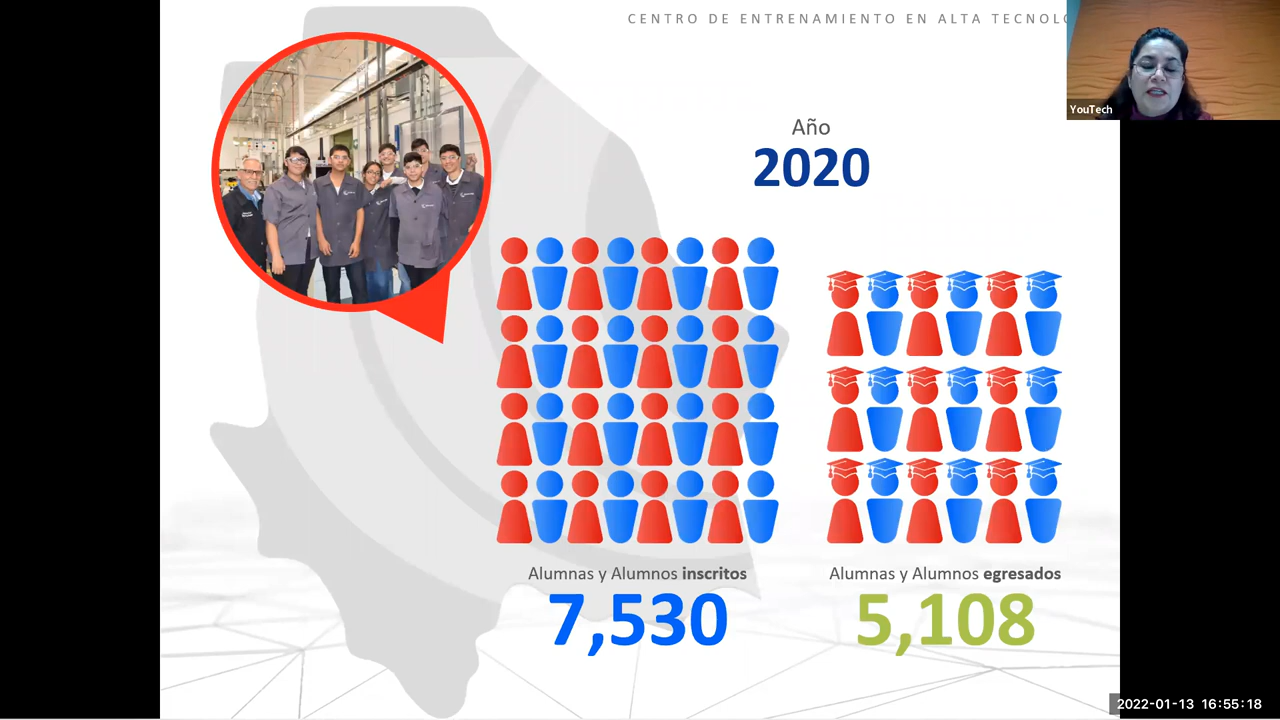 CENTRO DE ENTRENAMIENTO EN ALTA
YouTech
Año
2020
Alumnas y Alumnos inscritos
7,530
Alumnas y Alumnos egresados
5,108
2022-01-13 16:55:18